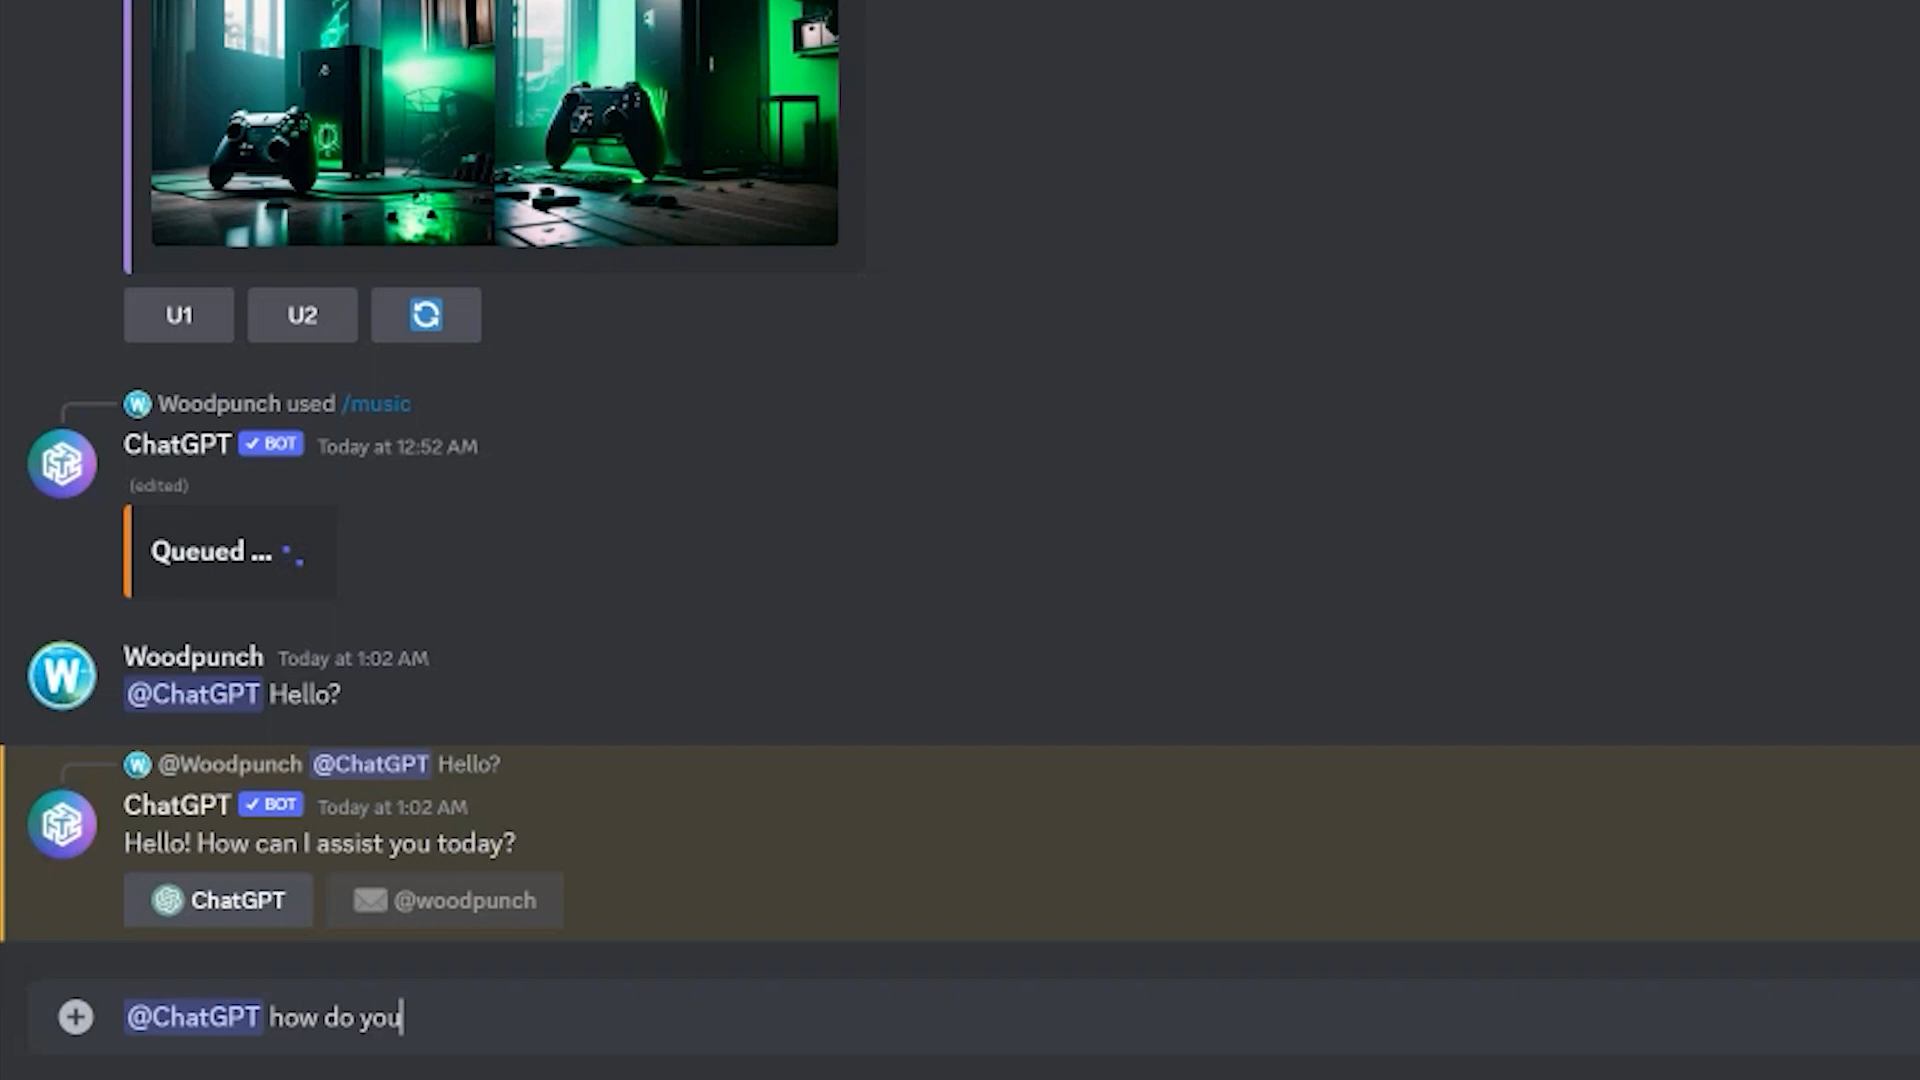 U1 U2
Woodpunch used /music
ChatGPT ✓ BOT Today at 12:52 AM
(edited)
Queued ...
W Woodpunch Today at 1:02 AM
@ChatGPT Hello?
@Woodpunch @ChatGPT Hello?
ChatGPT ✓ BOT Today at 1:02 AM
Hello! How can I assist you today?
ChatGPT @woodpunch
@ChatGPT how do you